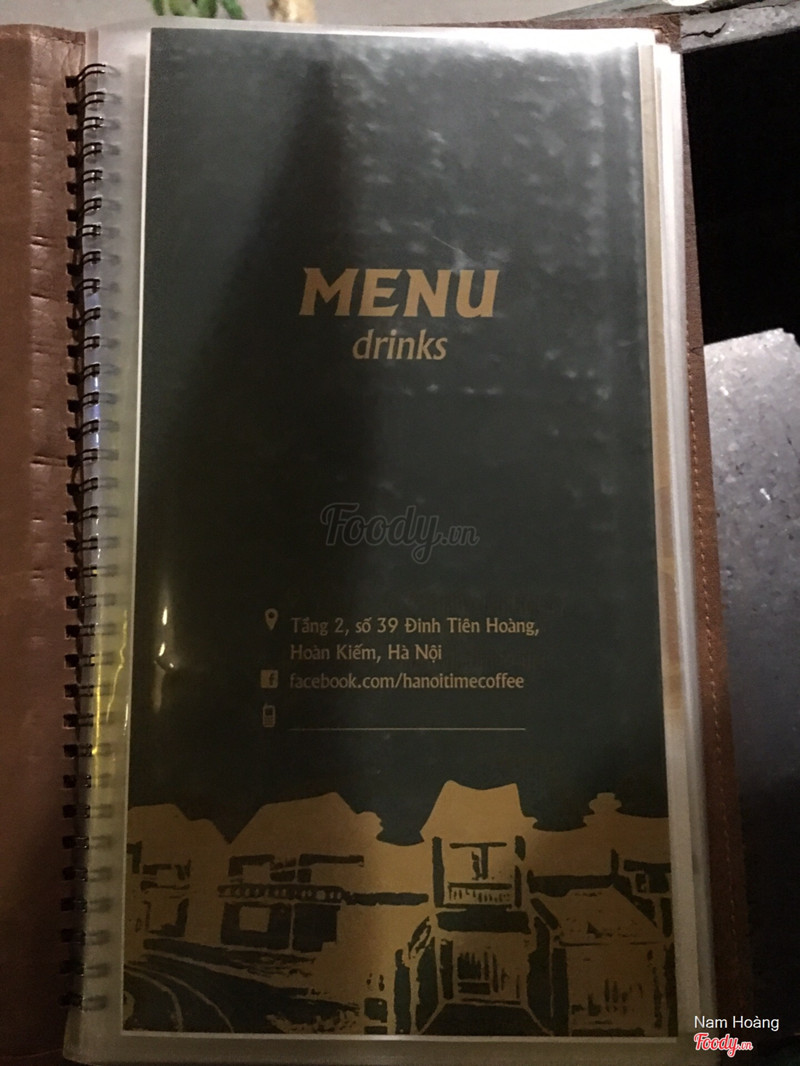 MENU
drinks
Foody.vn
Tầng 2, số 39 Đinh Tiên Hoàng,
Hoàn Kiếm, Hà Nội
facebook.com/hanoitimecoffee
Nam Hoàng
Foody.vn